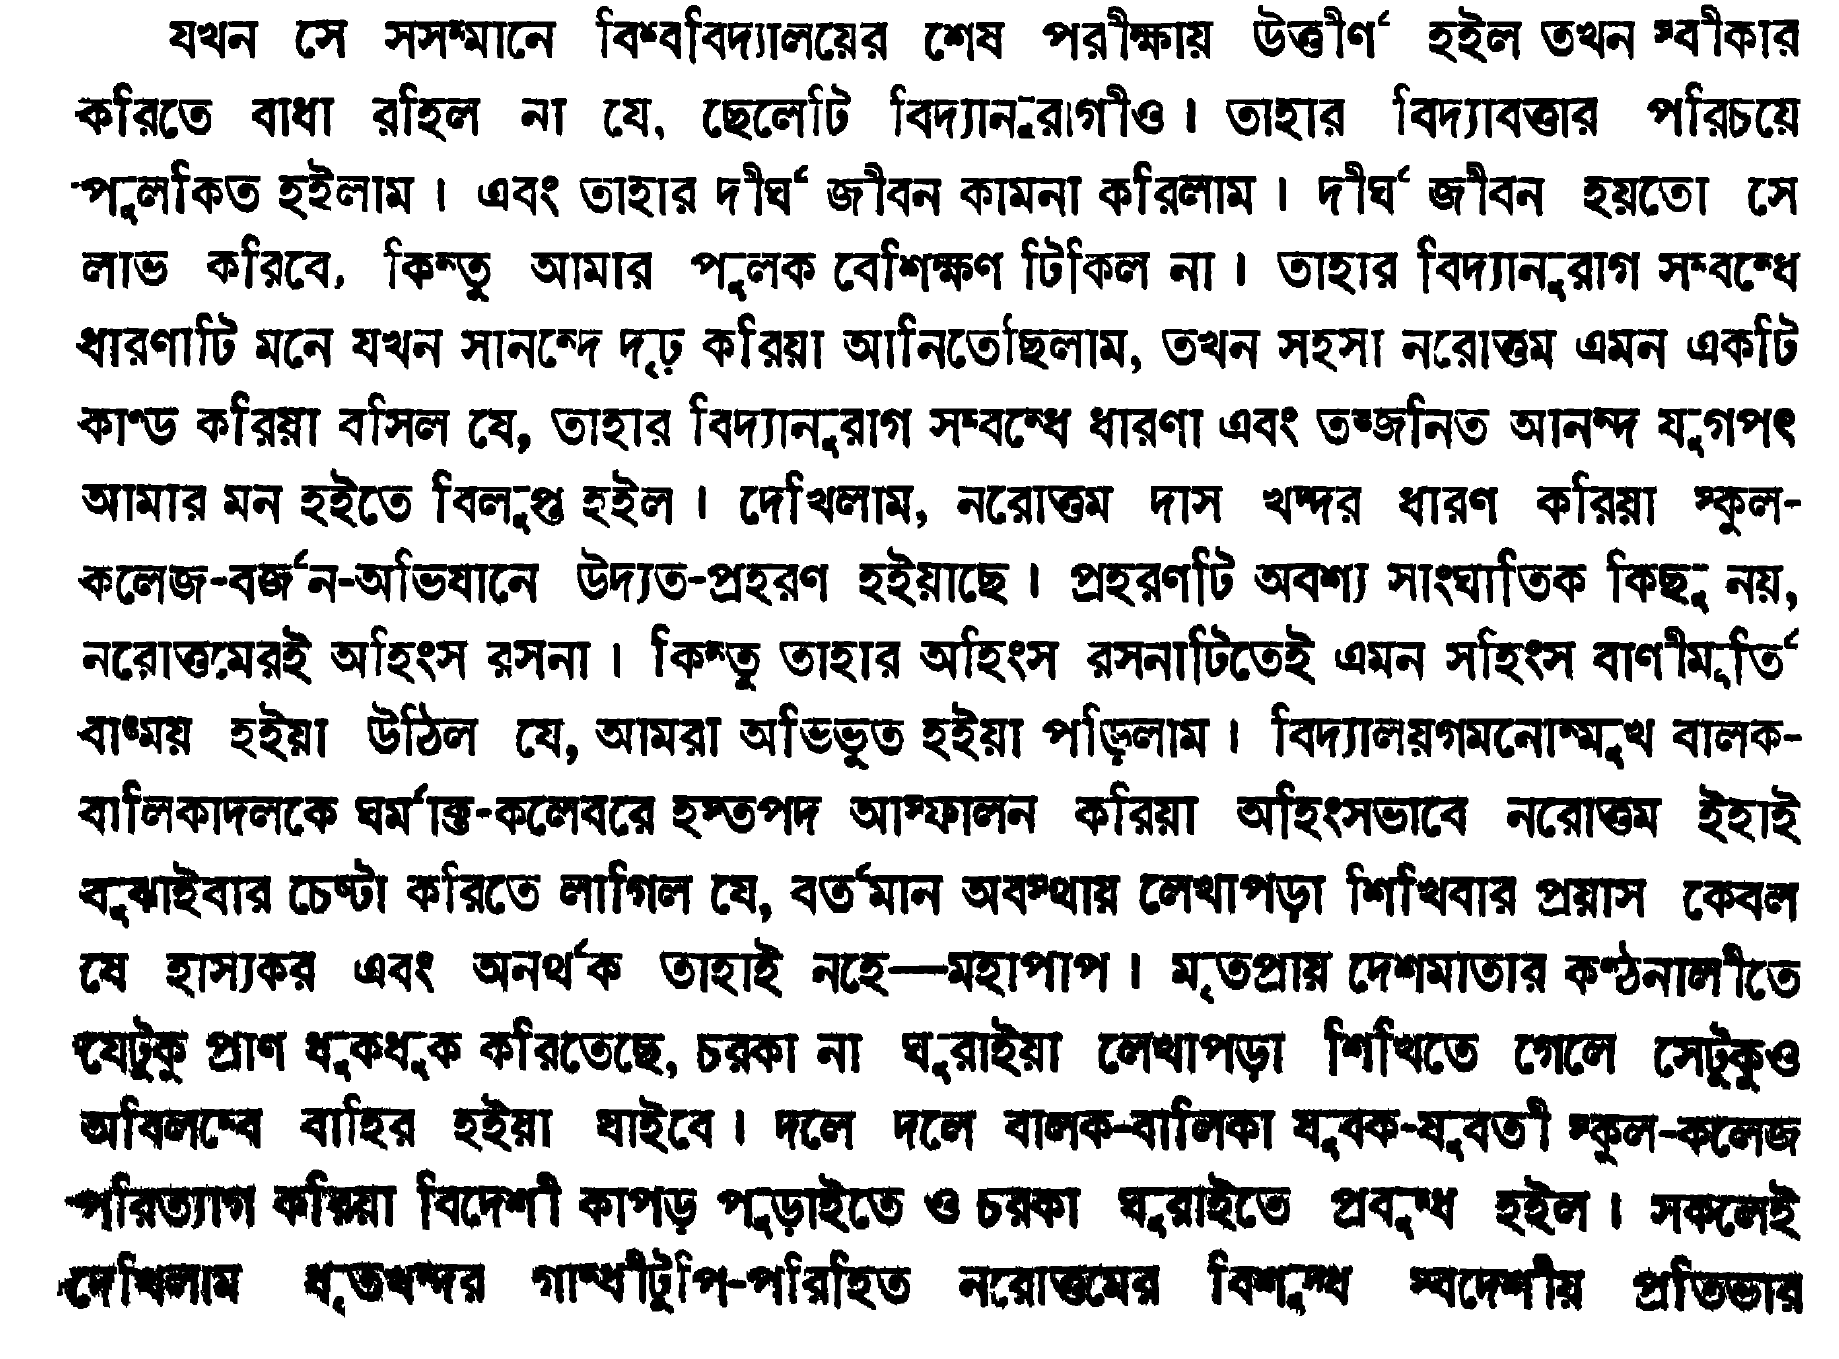 যখন সে সসম্মানে বিশ্ববিদ্যালয়ের শেষ পরীক্ষায় উত্তীর্ণ হইল তখন স্বীকার
করিতে বাধা রহিল না যে, ছেলেটি বিদ্যানুরাগীও। তাহার বিদ্যাবত্তার পরিচয়ে
পুলকিত হইলাম। এবং তাহার দীর্ঘ জীবন কামনা করিলাম। দীর্ঘ জীবন হয়তো সে
লাভ করিবে, কিন্তু আমার পুলক বেশিক্ষণ টিকিল না। তাহার বিদ্যানুরাগ সম্বন্ধে
ধারণাটি মনে যখন সানন্দে দৃঢ় করিয়া আনিতেছিলাম, তখন সহসা নরোত্তম এমন একটি
কাণ্ড করিয়া বসিল যে, তাহার বিদ্যানুরাগ সম্বন্ধে ধারণা এবং তজ্জনিত আনন্দ যুগপৎ
আমার মন হইতে বিলুপ্ত হইল। দেখিলাম, নরোত্তম দাস খদ্দর ধারণ করিয়া স্কুল-
কলেজ-বর্জন-অভিযানে উদ্যত-প্রহরণ হইয়াছে। প্রহরণটি অবশ্য সাংঘাতিক কিছু নয়,
নরোত্তমেরই অহিংস রসনা। কিন্তু তাহার অহিংস রসনাটিতেই এমন সহিংস বাণীমূর্তি
বাঙ্ময় হইয়া উঠিল যে, আমরা অভিভূত হইয়া পড়িলাম। বিদ্যালয়গমনোন্মুখ বালক-
বালিকাদলকে ঘর্মাক্ত-কলেবরে হস্তপদ আস্ফালন করিয়া অহিংসভাবে নরোত্তম ইহাই
বুঝাইবার চেষ্টা করিতে লাগিল যে, বর্তমান অবস্থায় লেখাপড়া শিখিবার প্রয়াস কেবল
যে হাস্যকর এবং অনর্থক তাহাই নহে—মহাপাপ। মৃতপ্রায় দেশমাতার কণ্ঠনালীতে
যেটুকু প্রাণ ধুকধুক করিতেছে, চরকা না ঘুরাইয়া লেখাপড়া শিখিতে গেলে সেটুকুও
অবিলম্বে বাহির হইয়া যাইবে। দলে দলে বালক-বালিকা যুবক-যুবতী স্কুল-কলেজ
পরিত্যাগ করিয়া বিদেশী কাপড় পুড়াইতে ও চরকা ঘুরাইতে প্রবুদ্ধ হইল। সকলেই
দেখিলাম ধৃতখদ্দর গান্ধীটুপি-পরিহিত নরোত্তমের বিশুদ্ধ স্বদেশীয় প্রতিভার